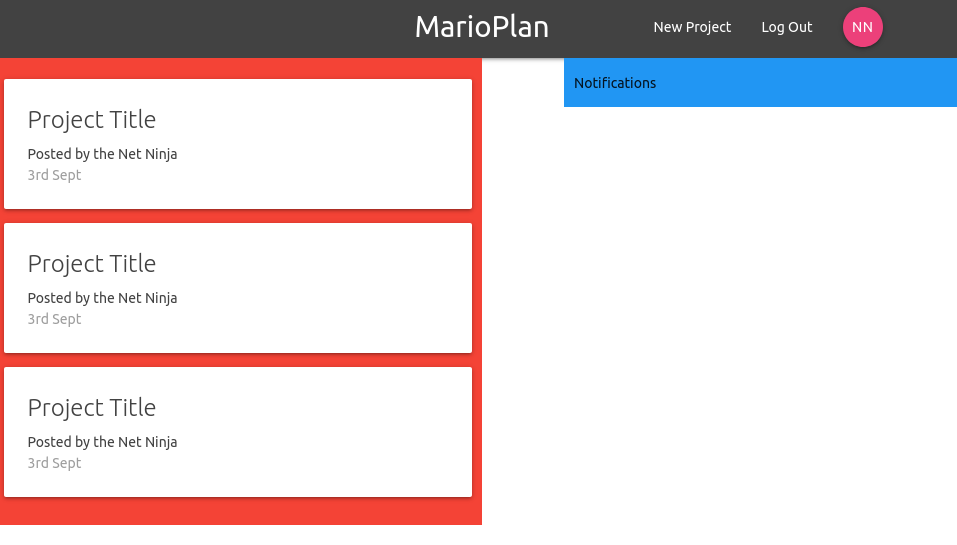 MarioPlan
New Project
Log Out
NN
Notifications
Project Title
Posted by the Net Ninja
3rd Sept
Project Title
Posted by the Net Ninja
3rd Sept
Project Title
Posted by the Net Ninja
3rd Sept